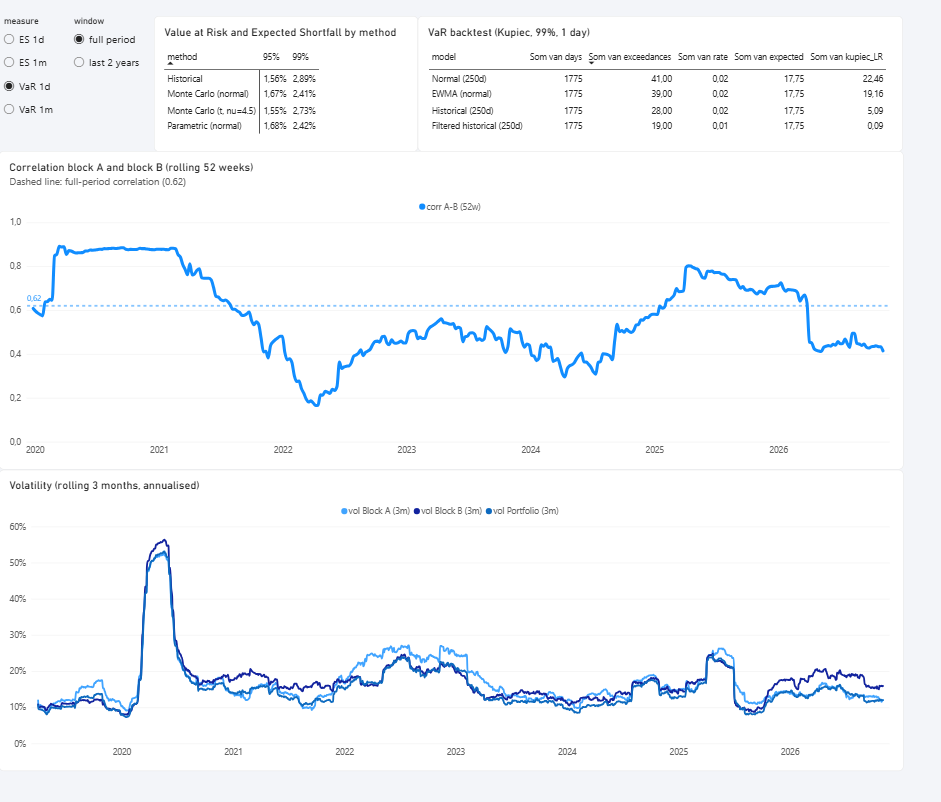 measure
window
ES 1d
full period
ES 1m
last 2 years
VaR 1d
VaR 1m
Value at Risk and Expected Shortfall by method
method 95% 99%
Historical 1,56% 2,89%
Monte Carlo (normal) 1,67% 2,41%
Monte Carlo (t, nu=4.5) 1,55% 2,73%
Parametric (normal) 1,68% 2,42%
VaR backtest (Kupiec, 99%, 1 day)
model Som van days Som van exceedances Som van rate Som van expected Som van kupiec_LR
Normal (250d) 1775 41,00 0,02 17,75 22,46
EWMA (normal) 1775 39,00 0,02 17,75 19,16
Historical (250d) 1775 28,00 0,02 17,75 5,09
Filtered historical (250d) 1775 19,00 0,01 17,75 0,09
Correlation block A and block B (rolling 52 weeks)
Dashed line: full-period correlation (0.62)
corr A-B (52w)
1,0
0,8
0,62
0,6
0,4
0,2
0,0
2020 2021 2022 2023 2024 2025 2026
Volatility (rolling 3 months, annualised)
vol Block A (3m) vol Block B (3m) vol Portfolio (3m)
60%
50%
40%
30%
20%
10%
0%
2020 2021 2022 2023 2024 2025 2026